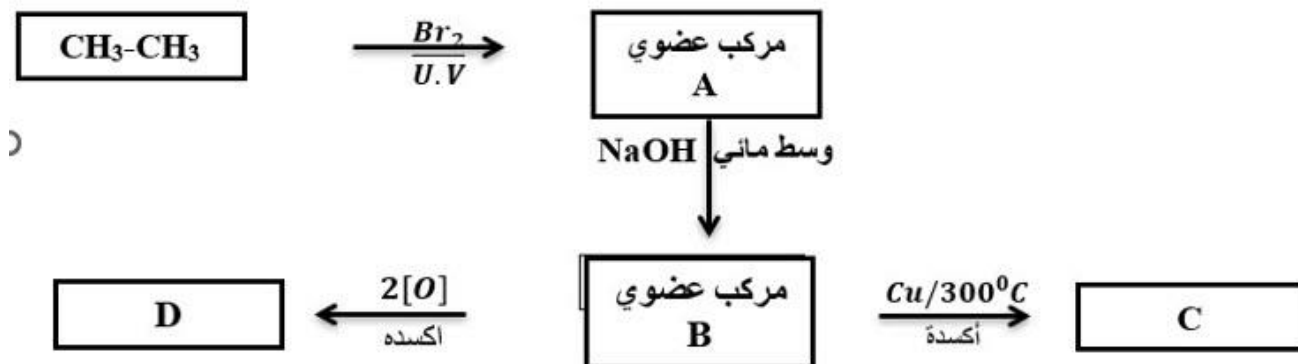 CH₃-CH₃
Br₂
U.V
مركب عضوي
A
NaOH
وسط مائي
D
2[O]
اكسده
مركب عضوي
B
Cu/300⁰C
أكسدة
C